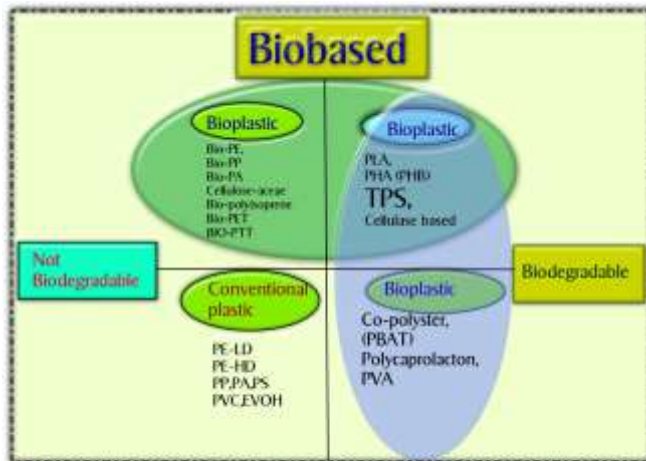 Biobased
Bioplastic
Bio-PE,
Bio-PP
Bio-PA
Cellulose-aceae
Bio-polyisoprene
Bio-PET
BIO-PTT
Bioplastic
PLA,
PHA (PHB)
TPS,
Cellulase based
Not
Biodegradable
Biodegradable
Conventional
plastic
PE-LD
PE-HD
PP,PA,PS
PVC,EVOH
Bioplastic
Co-polyster,
(PBAT)
Polycaprolacton,
PVA